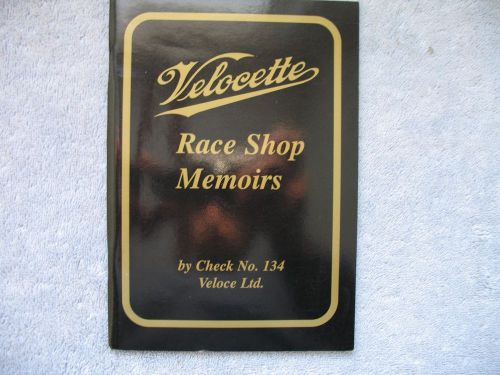 Velocette
Race Shop
Memoirs
by Check No. 134
Veloce Ltd.